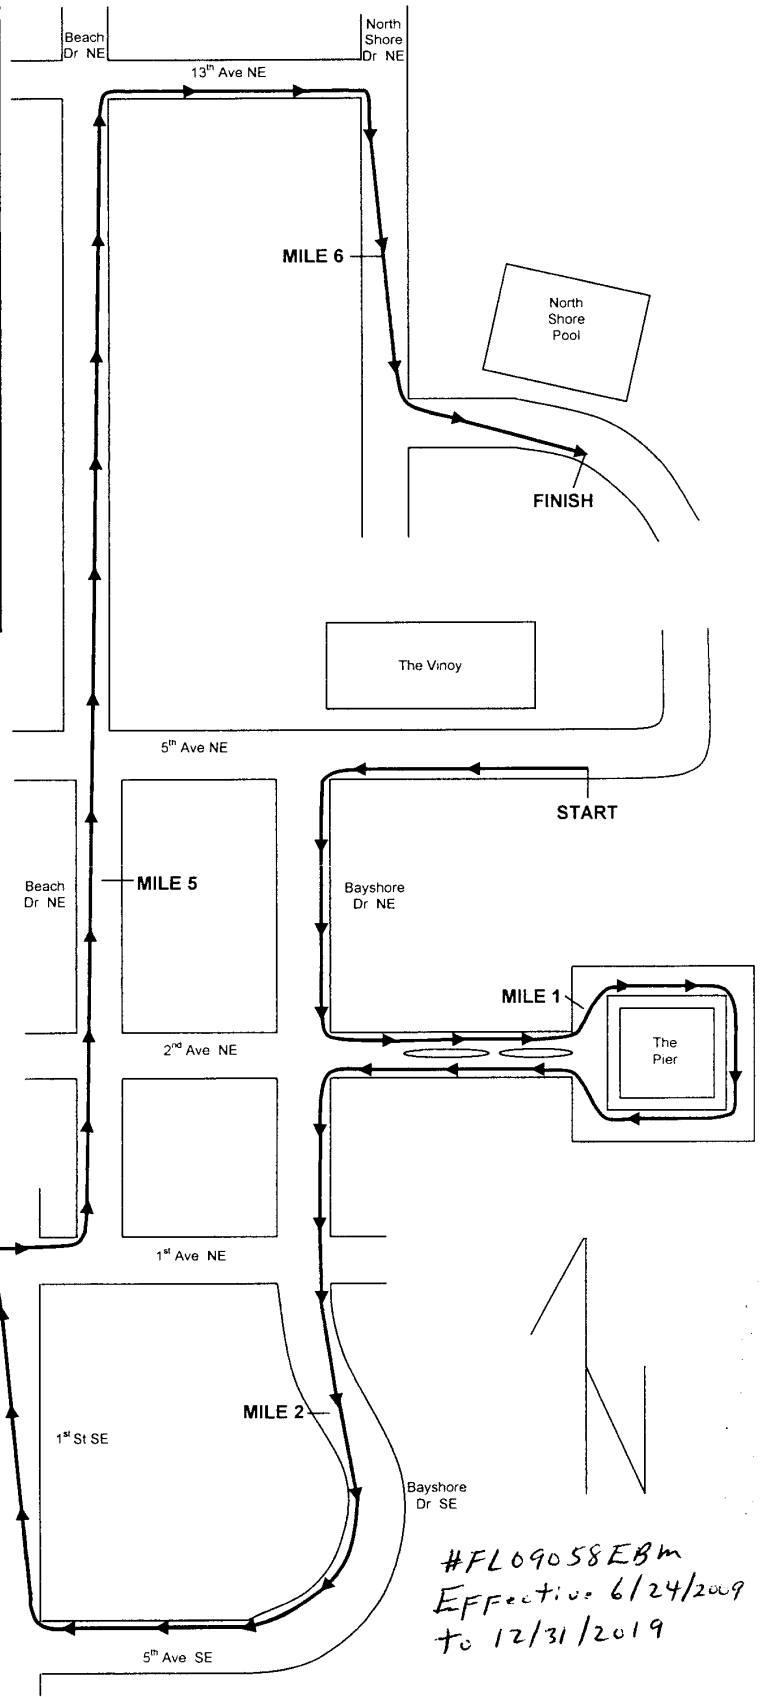 Beach
Dr NE
North
Shore
Dr NE
13th Ave NE
MILE 6
North
Shore
Pool
FINISH
The Vinoy
5th Ave NE
START
Beach
Dr NE
MILE 5
Bayshore
Dr NE
MILE 1
2nd Ave NE
The
Pier
1st Ave NE
MILE 2
1st St SE
Bayshore
Dr SE
5th Ave SE
#FL09058EBM
Effective 6/24/2009
to 12/31/2019